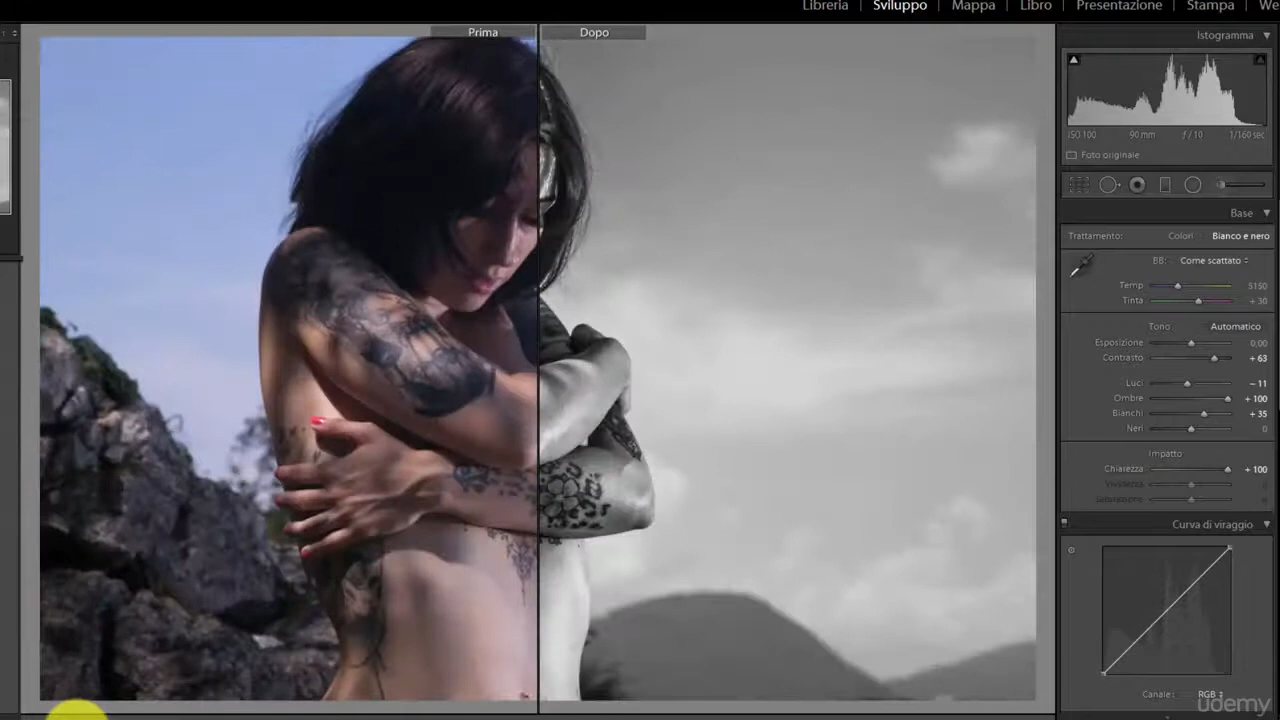 Libreria | Sviluppo | Mappa | Libro | Presentazione | Stampa | We
Prima
Dopo
Istogramma
ISO 100 90 mm f / 10 1/160 sec
Foto originale
Base
Trattamento: Colori Bianco e nero
BB: Come scattato
Temp 5150
Tinta + 30
Tono Automatico
Esposizione 0,00
Contrasto + 63
Luci − 11
Ombre + 100
Bianchi + 35
Neri 0
Impatto
Chiarezza + 100
Vividezza 0
Saturazione 0
Curva di viraggio
Canale: RGB
udemy